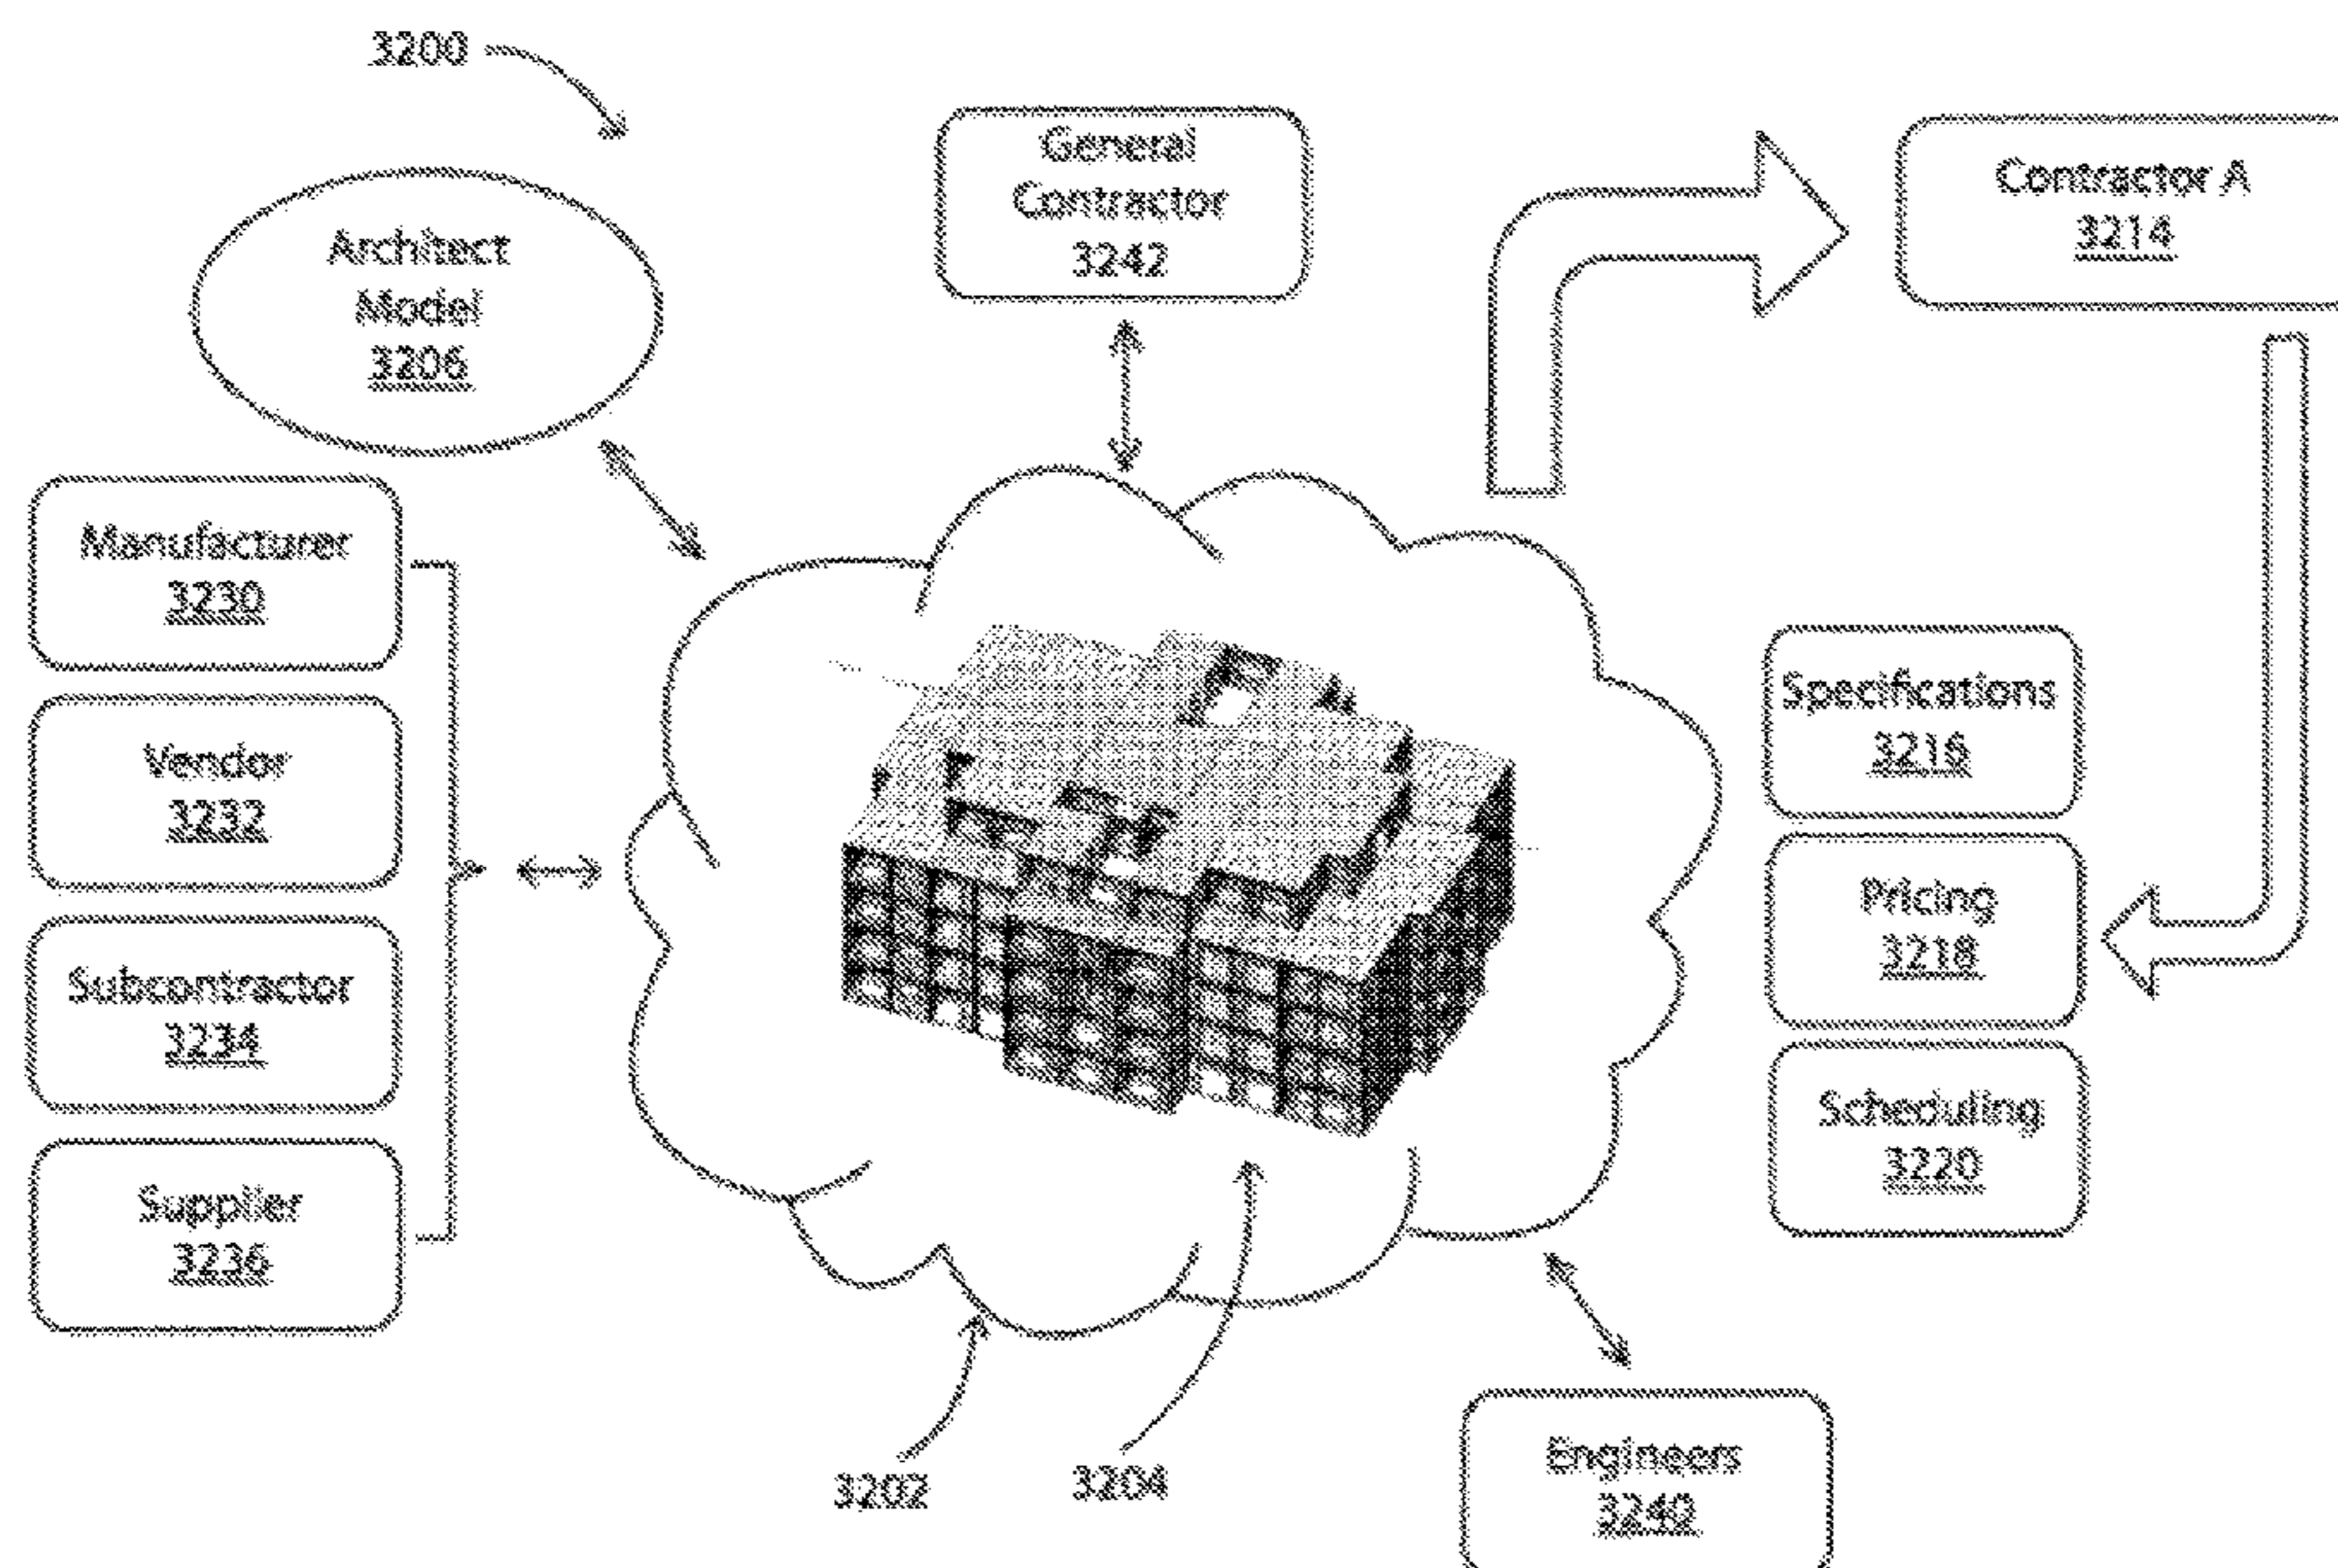 3200
General
Contractor
3242
Contractor A
3214
Architect
Model
3206
Manufacturer
3230
Vendor
3232
Subcontractor
3234
Supplier
3236
Specifications
3216
Pricing
3218
Scheduling
3220
3202
3204
Engineers
3240